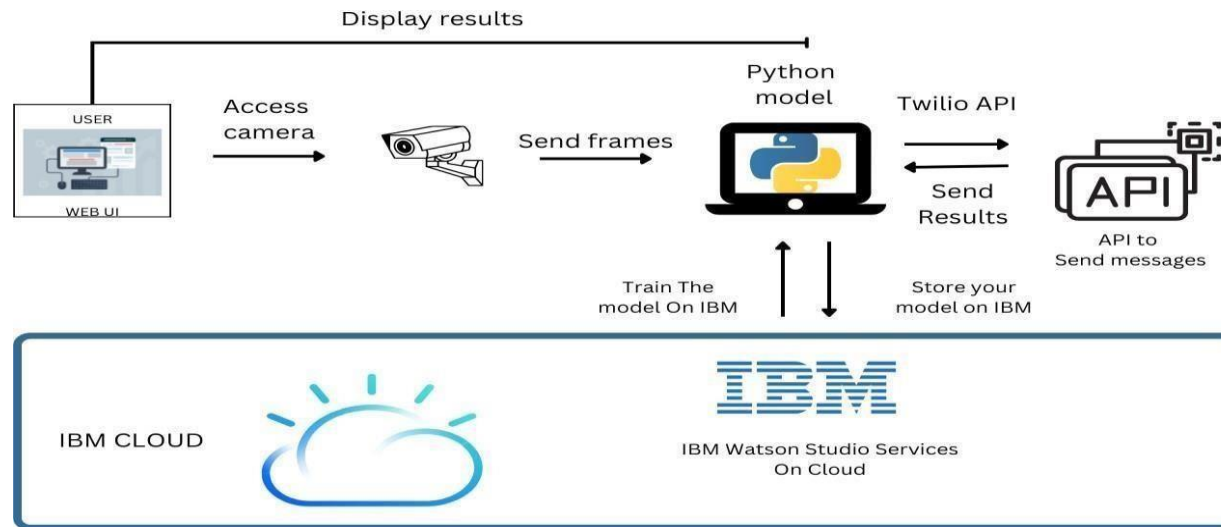 Display results
USER
WEB UI
Access
camera
Send frames
Python
model
Twilio API
Send
Results
API
API to
Send messages
Train The
model On IBM
Store your
model on IBM
IBM CLOUD
IBM
IBM Watson Studio Services
On Cloud